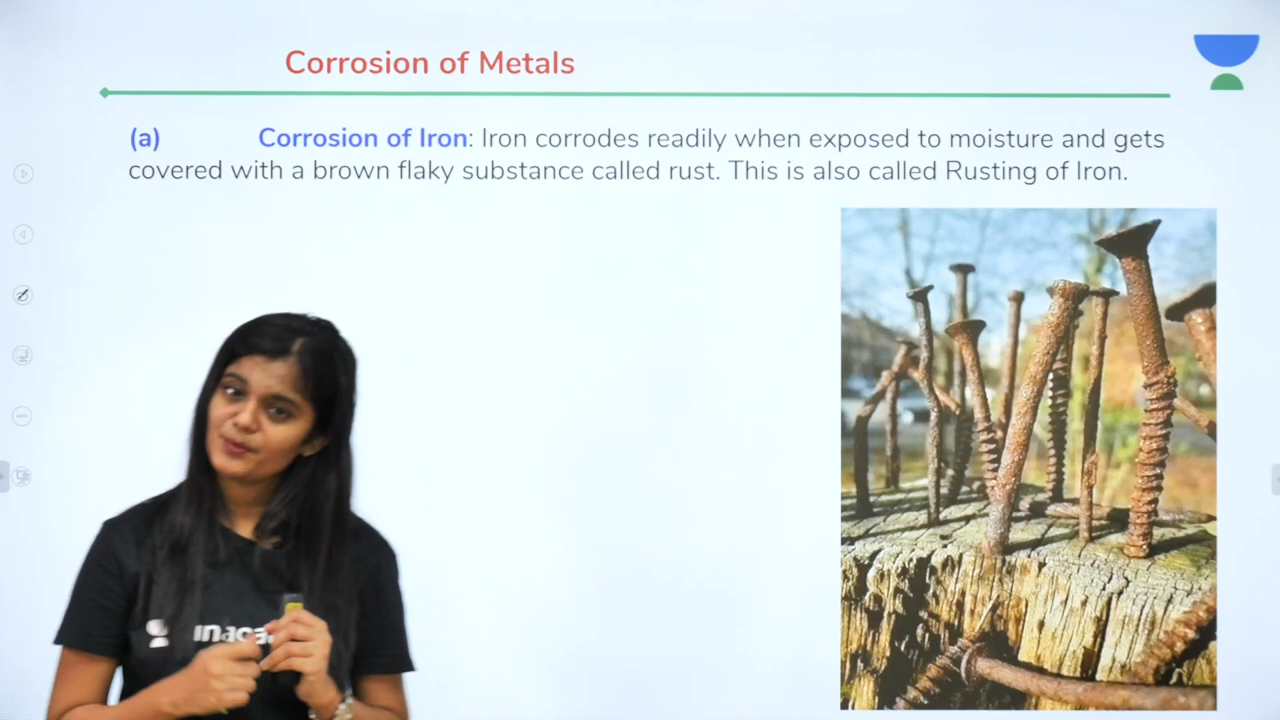 Corrosion of Metals
(a) Corrosion of Iron: Iron corrodes readily when exposed to moisture and gets
covered with a brown flaky substance called rust. This is also called Rusting of Iron.